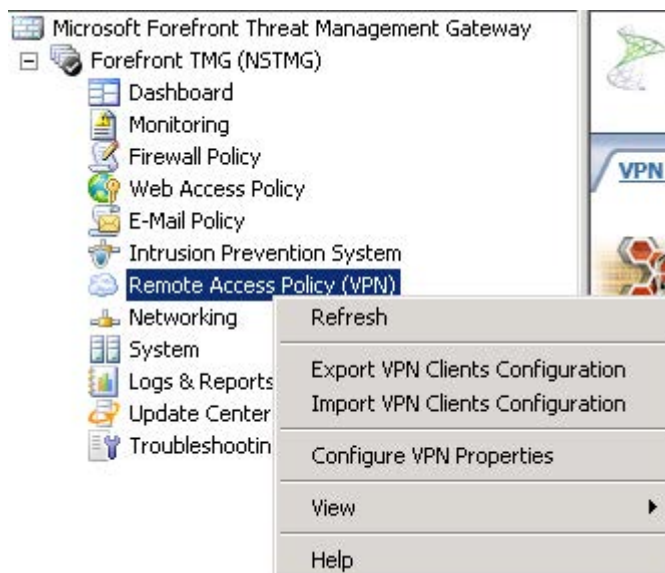 Microsoft Forefront Threat Management Gateway
Forefront TMG (NSTMG)
Dashboard
Monitoring
Firewall Policy
Web Access Policy
E-Mail Policy
Intrusion Prevention System
Remote Access Policy (VPN)
Networking
System
Logs & Reports
Update Center
Troubleshootin
VPN
Refresh
Export VPN Clients Configuration
Import VPN Clients Configuration
Configure VPN Properties
View
Help